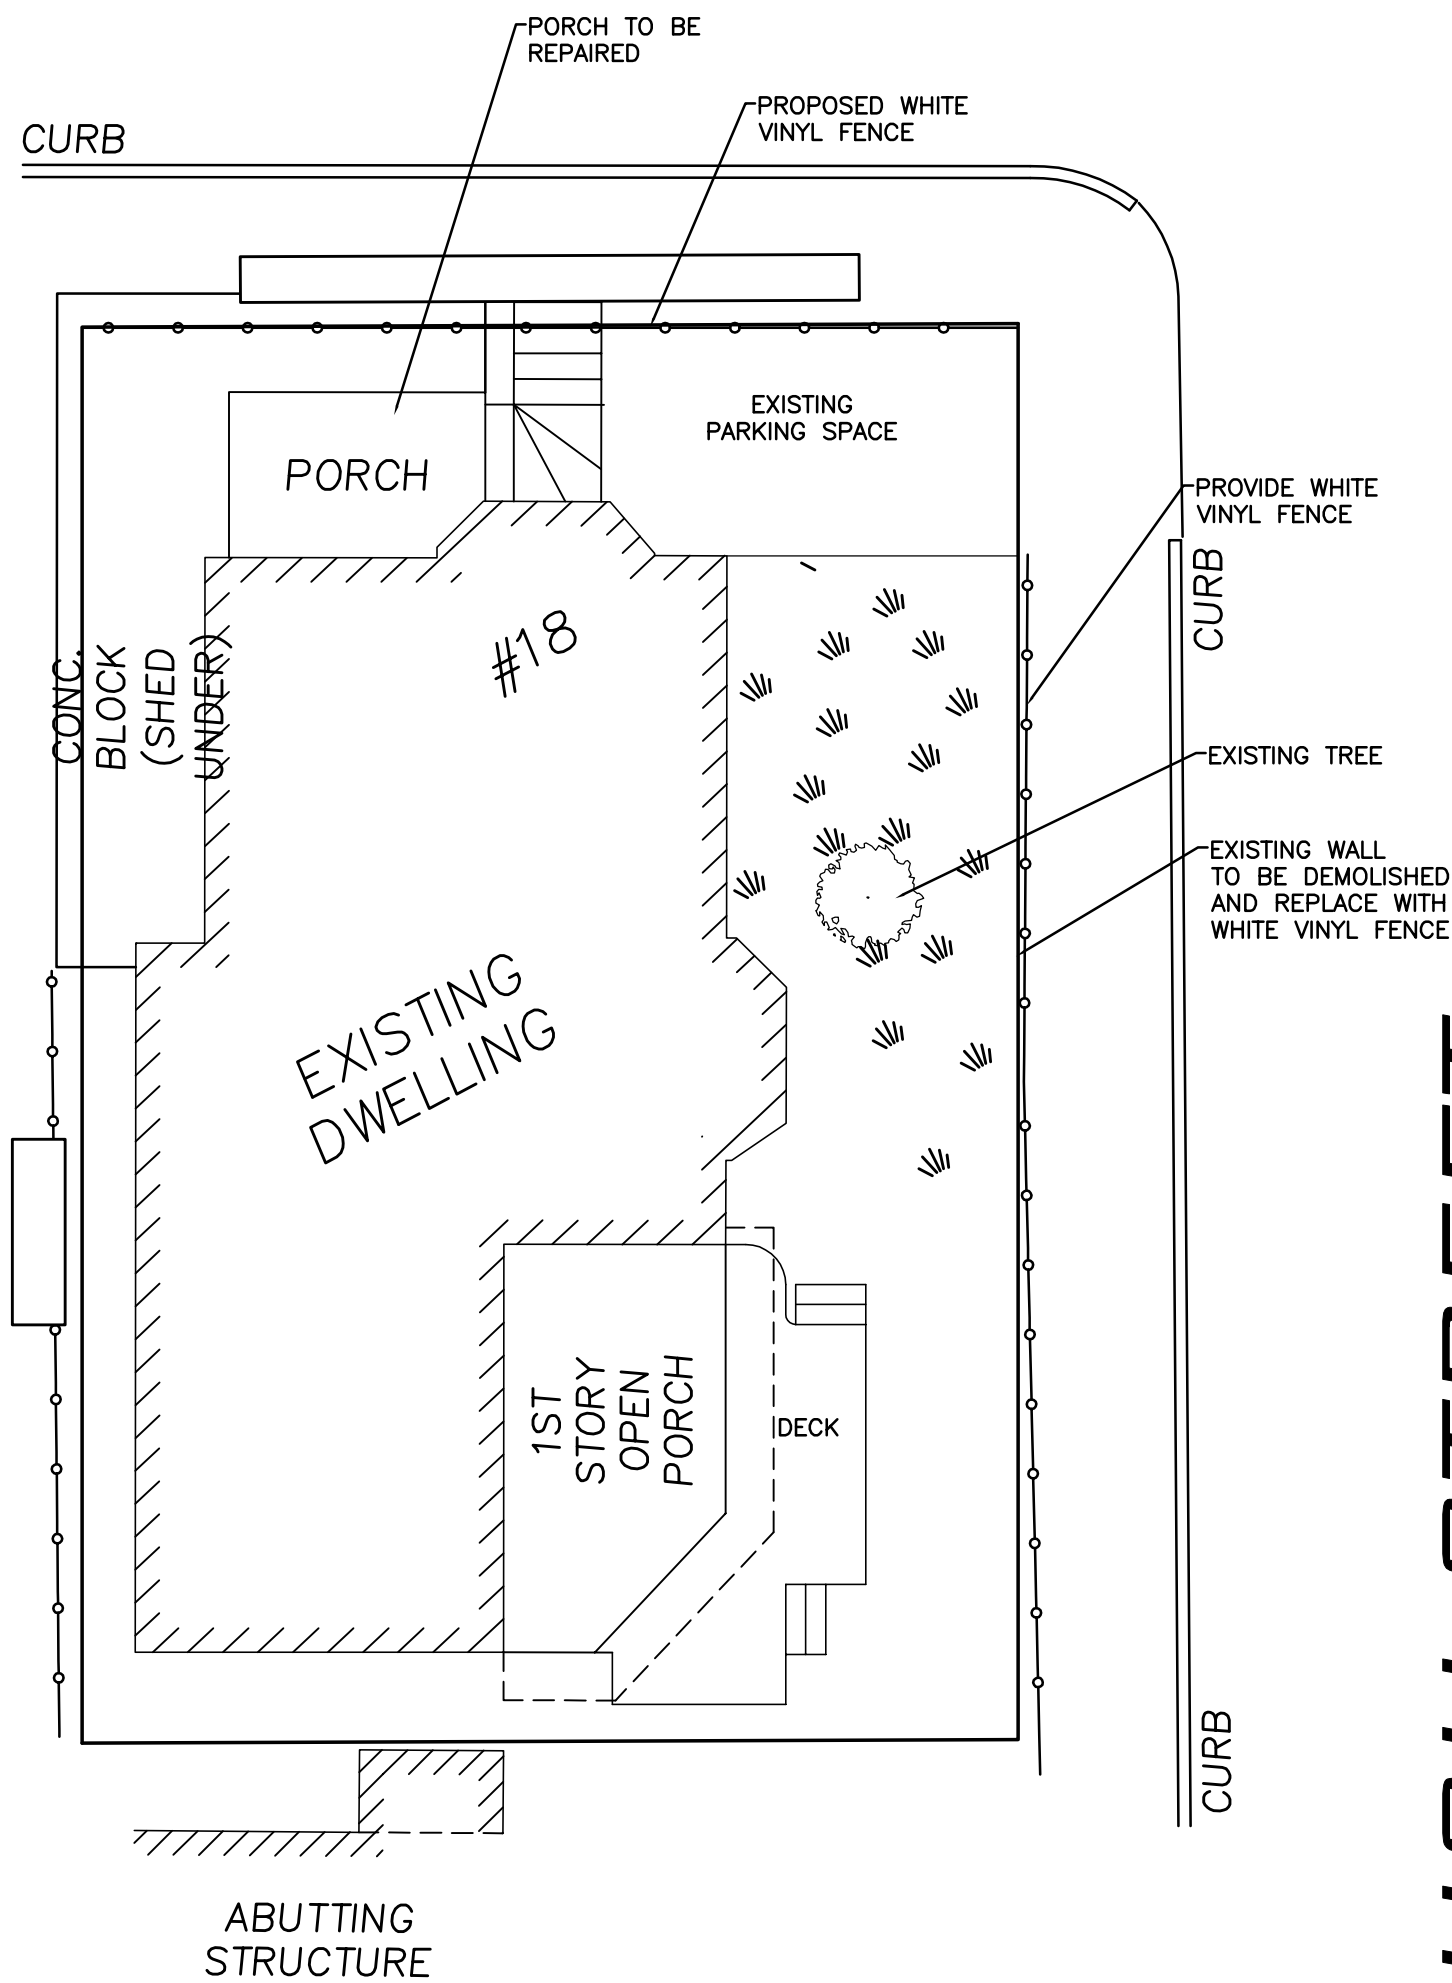 PORCH TO BE
REPAIRED
PROPOSED WHITE
VINYL FENCE
CURB
EXISTING
PARKING SPACE
PORCH
PROVIDE WHITE
VINYL FENCE
CURB
#18
CONC.
BLOCK
(SHED
UNDER)
EXISTING TREE
EXISTING WALL
TO BE DEMOLISHED
AND REPLACE WITH
WHITE VINYL FENCE
EXISTING
DWELLING
1ST
STORY
OPEN
PORCH
DECK
CURB
ABUTTING
STRUCTURE